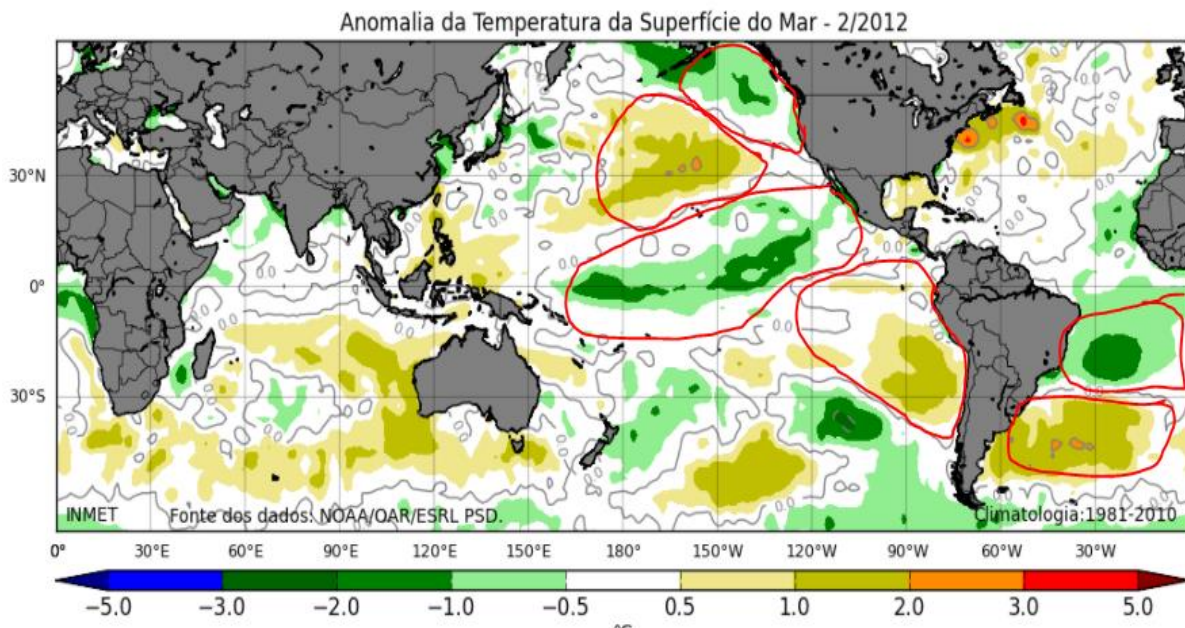 Anomalia da Temperatura da Superfície do Mar - 2/2012
30°N
0°
30°S
INMET Fonte dos dados: NOAA/OAR/ESRL PSD. Climatologia:1981-2010
0° 30°E 60°E 90°E 120°E 150°E 180° 150°W 120°W 90°W 60°W 30°W
−5.0 −3.0 −2.0 −1.0 −0.5 0.5 1.0 2.0 3.0 5.0